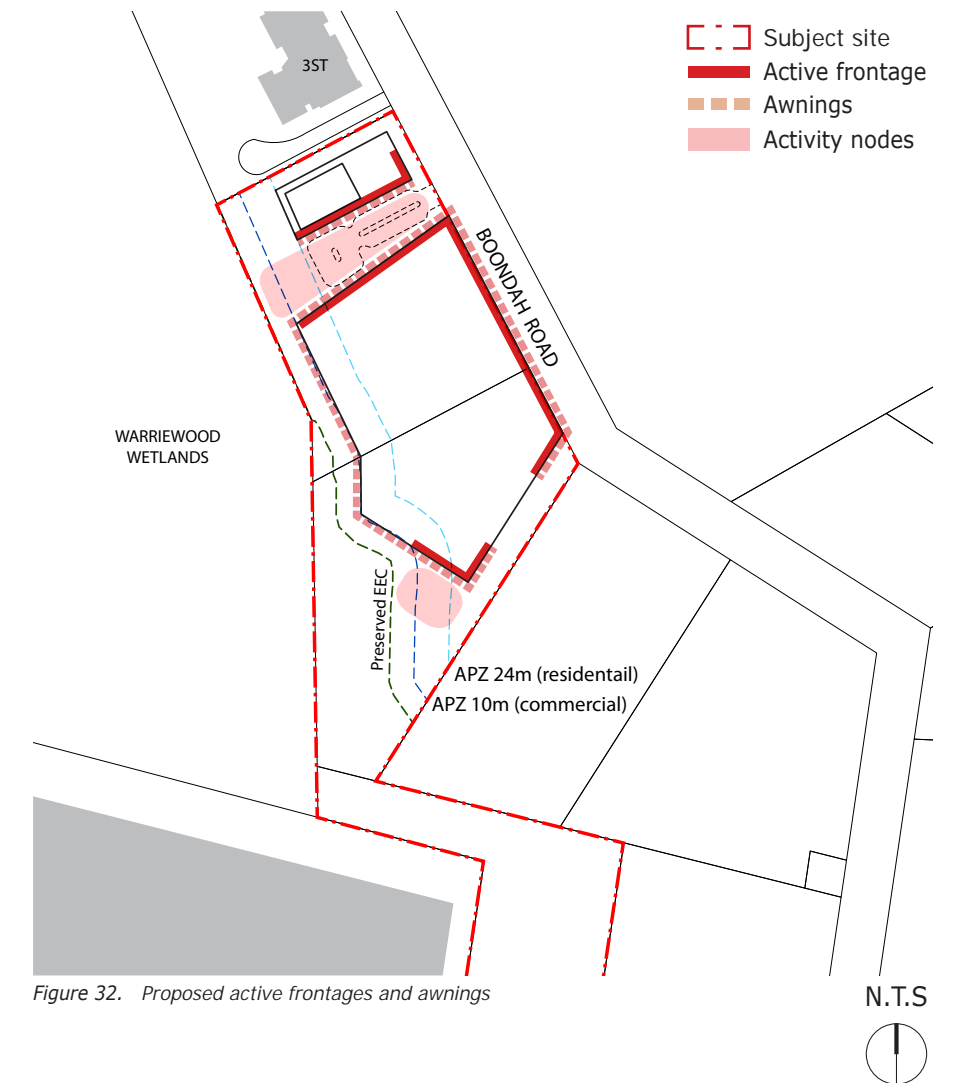 Subject site
Active frontage
Awnings
Activity nodes
3ST
BOONDAH ROAD
WARRIEWOOD
WETLANDS
Preserved EEC
APZ 24m (residentail)
APZ 10m (commercial)
Figure 32. Proposed active frontages and awnings
N.T.S